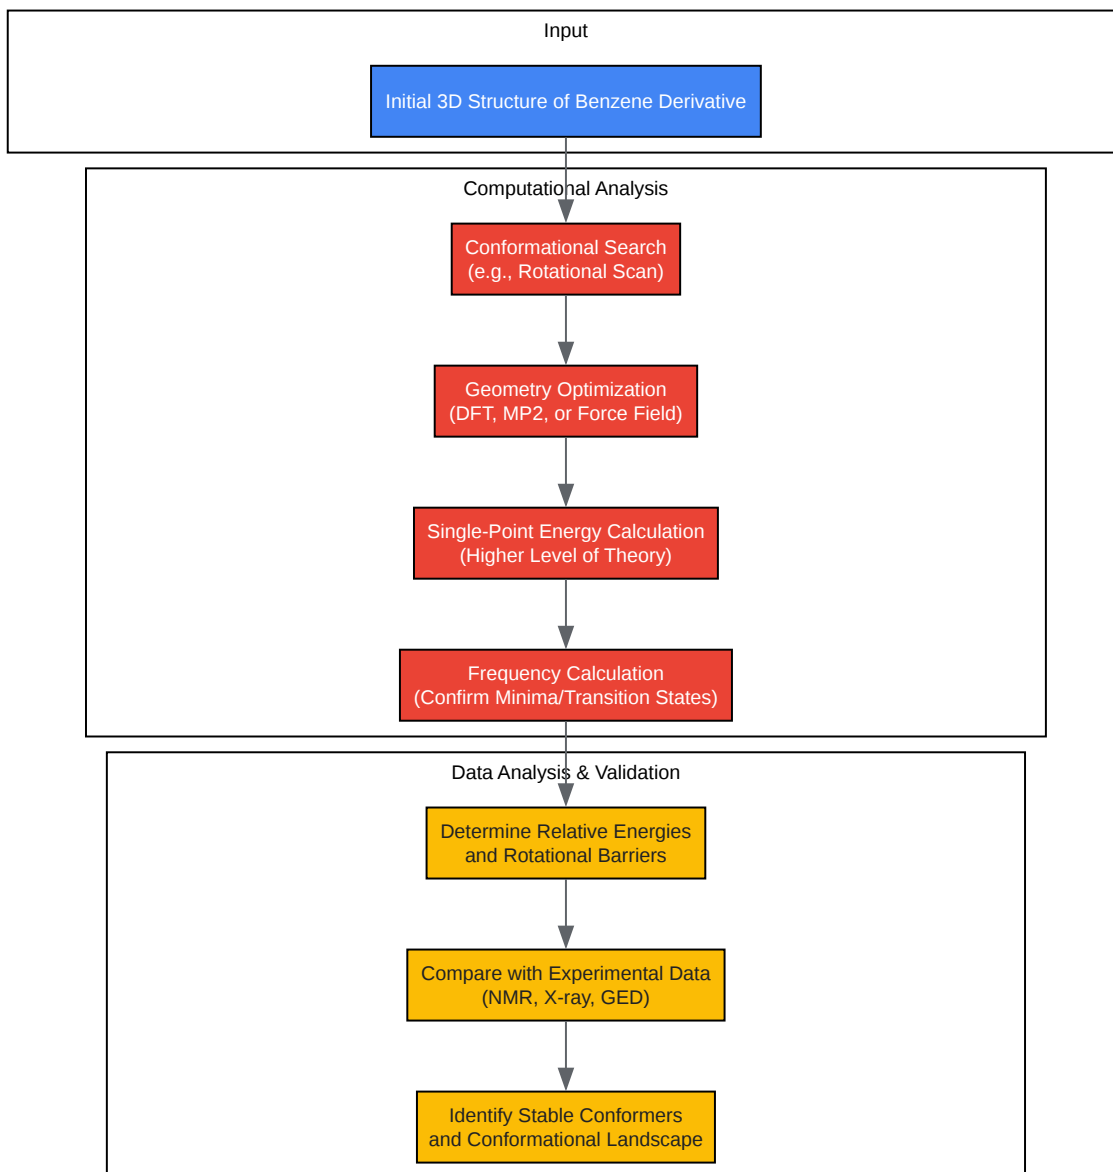 Input
Initial 3D Structure of Benzene Derivative
Computational Analysis
Conformational Search
(e.g., Rotational Scan)
Geometry Optimization
(DFT, MP2, or Force Field)
Single-Point Energy Calculation
(Higher Level of Theory)
Frequency Calculation
(Confirm Minima/Transition States)
Data Analysis & Validation
Determine Relative Energies
and Rotational Barriers
Compare with Experimental Data
(NMR, X-ray, GED)
Identify Stable Conformers
and Conformational Landscape